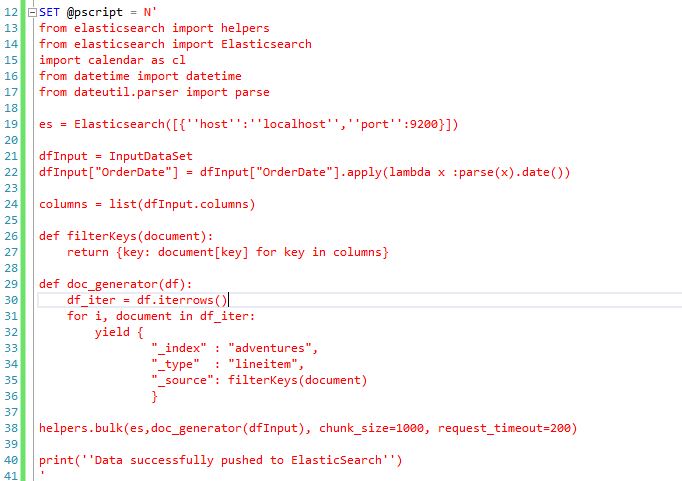 12 SET @pscript = N'
13 from elasticsearch import helpers
14 from elasticsearch import Elasticsearch
15 import calendar as cl
16 from datetime import datetime
17 from dateutil.parser import parse
18
19 es = Elasticsearch([{''host'':''localhost'',''port'':9200}])
20
21 dfInput = InputDataSet
22 dfInput["OrderDate"] = dfInput["OrderDate"].apply(lambda x :parse(x).date())
23
24 columns = list(dfInput.columns)
25
26 def filterKeys(document):
27     return {key: document[key] for key in columns}
28
29 def doc_generator(df):
30     df_iter = df.iterrows()
31     for i, document in df_iter:
32         yield {
33                 "_index" : "adventures",
34                 "_type"  : "lineitem",
35                 "_source": filterKeys(document)
36                 }
37
38 helpers.bulk(es,doc_generator(dfInput), chunk_size=1000, request_timeout=200)
39
40 print(''Data successfully pushed to ElasticSearch'')
41 '